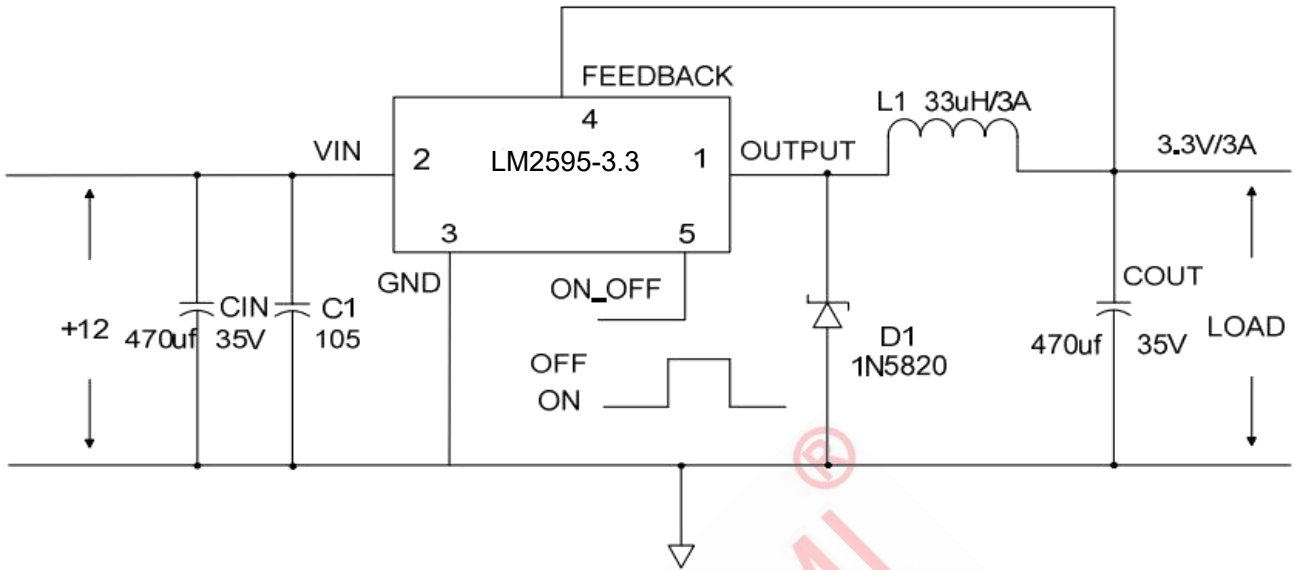 FEEDBACK
L1 33uH/3A
4
VIN
2
LM2595-3.3
1
OUTPUT
3.3V/3A
3
5
GND
ON_OFF
COUT
+12
CIN
470uf 35V
C1
105
D1
1N5820
470uf 35V
LOAD
OFF
ON
®